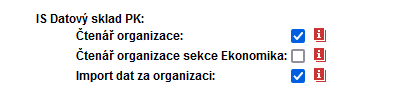 IS Datový sklad PK:
Čtenář organizace:
Čtenář organizace sekce Ekonomika:
Import dat za organizaci: